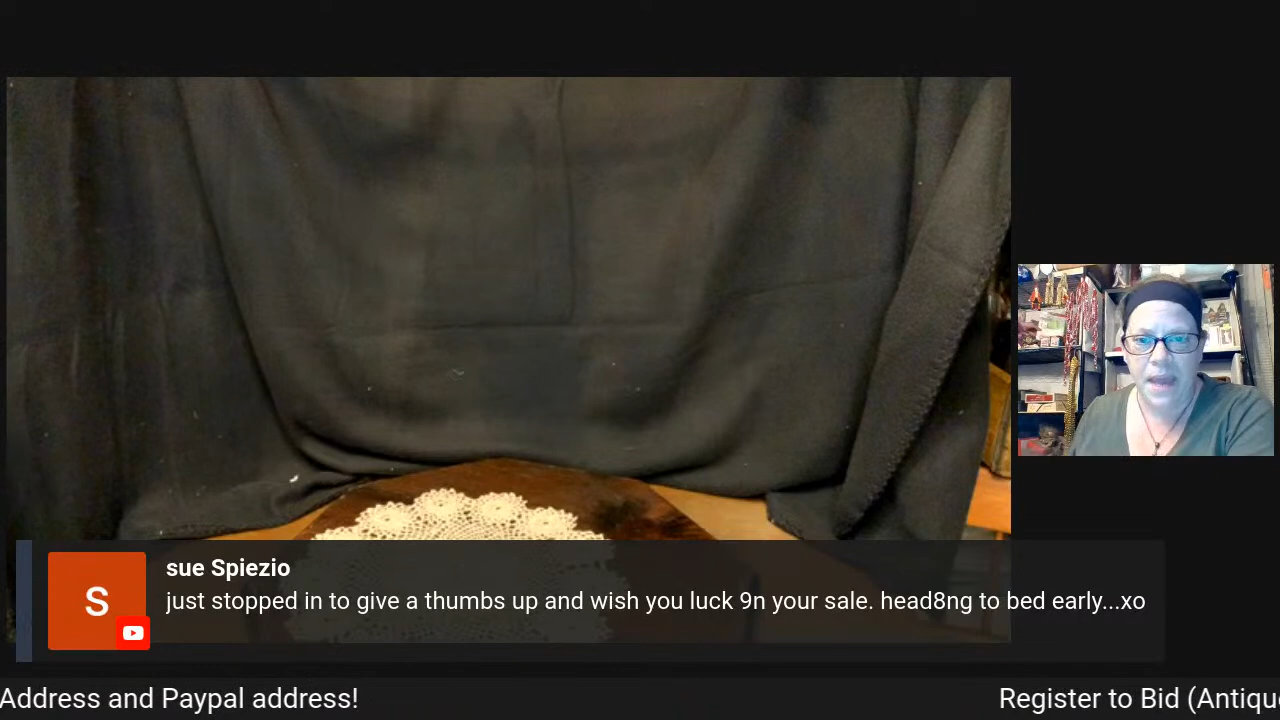 S
sue Spiezio
just stopped in to give a thumbs up and wish you luck 9n your sale. head8ng to bed early...xo
Address and Paypal address!
Register to Bid (Antiqu